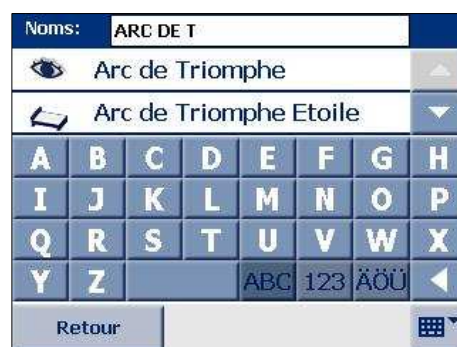 Noms: ARC DE T
Arc de Triomphe
Arc de Triomphe Etoile
A B C D E F G H
I J K L M N O P
Q R S T U V W X
Y Z ABC 123 ÄÖÜ
Retour